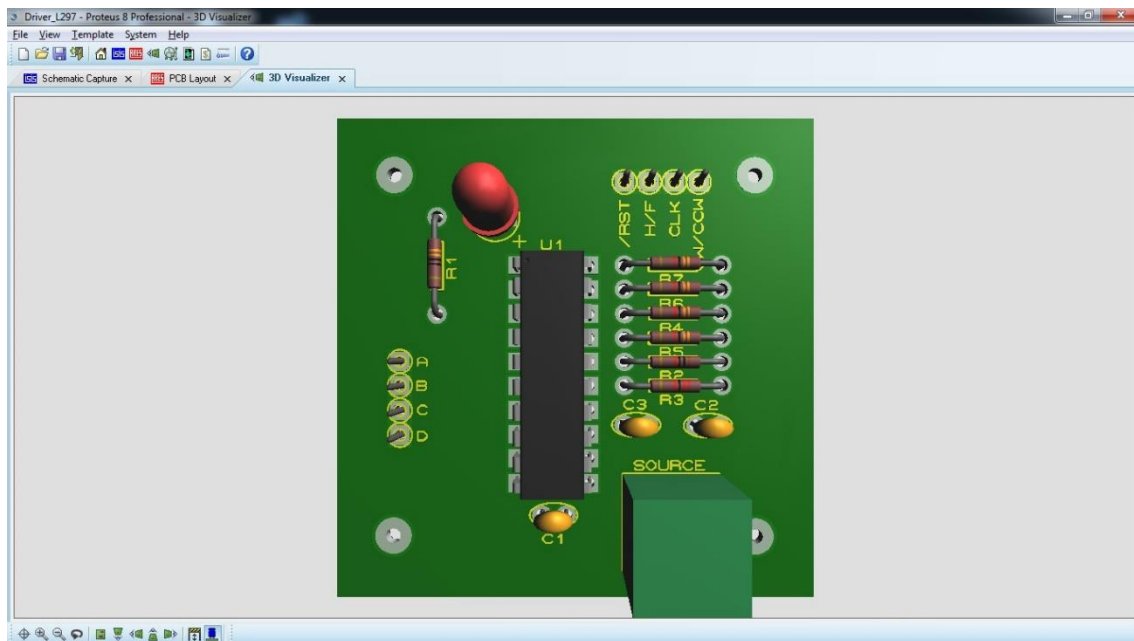 Driver_L297 - Proteus 8 Professional - 3D Visualizer
File View Template System Help
Schematic Capture PCB Layout 3D Visualizer
/RST H/F CLK W/CCW
+ U1
R1
R7
R6
R4
R5
R2
R3
A
B
C
D
C3 C2
SOURCE
C1